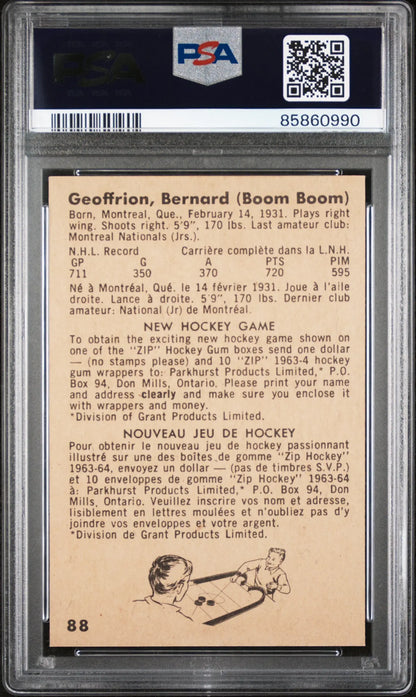 PSA
PSA
85860990
Geoffrion, Bernard (Boom Boom)
Born, Montreal, Que., February 14, 1931. Plays right
wing. Shoots right. 5'9", 170 lbs. Last amateur club:
Montreal Nationals (Jrs.).
N.H.L. Record Carrière complète dans la L.N.H.
GP G A PTS PIM
711 350 370 720 595
Né à Montréal, Qué. le 14 février 1931. Joue à l'aile
droite. Lance à droite. 5'9", 170 lbs. Dernier club
amateur: National (Jr) de Montréal.
NEW HOCKEY GAME
To obtain the exciting new hockey game shown on
one of the "ZIP" Hockey Gum boxes send one dollar
— (no stamps please) and 10 "ZIP" 1963-4 hockey
gum wrappers to: Parkhurst Products Limited,* P.O.
Box 94, Don Mills, Ontario. Please print your name
and address clearly and make sure you enclose it
with wrappers and money.
*Division of Grant Products Limited.
NOUVEAU JEU DE HOCKEY
Pour obtenir le nouveau jeu de hockey passionnant
illustré sur une des boîtes de gomme "Zip Hockey"
1963-64, envoyez un dollar — (pas de timbres S.V.P.)
et 10 enveloppes de gomme "Zip Hockey" 1963-64
à: Parkhurst Products Limited,* P.O. Box 94, Don
Mills, Ontario. Veuillez inscrire vos nom et adresse,
lisiblement en lettres moulées et n'oubliez pas d'y
joindre vos enveloppes et votre argent.
*Division de Grant Products Limited.
88